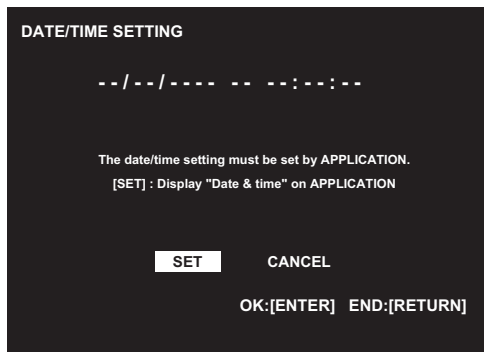 DATE/TIME SETTING
--/--/---- -- --:--:--
The date/time setting must be set by APPLICATION.
[SET] : Display "Date & time" on APPLICATION
SET CANCEL
OK:[ENTER] END:[RETURN]